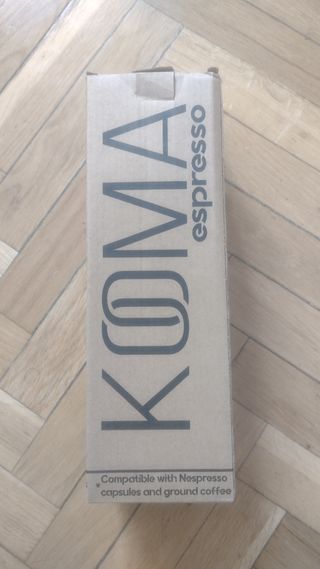 KOOMA
espresso
*Compatible with Nespresso
capsules and ground coffee